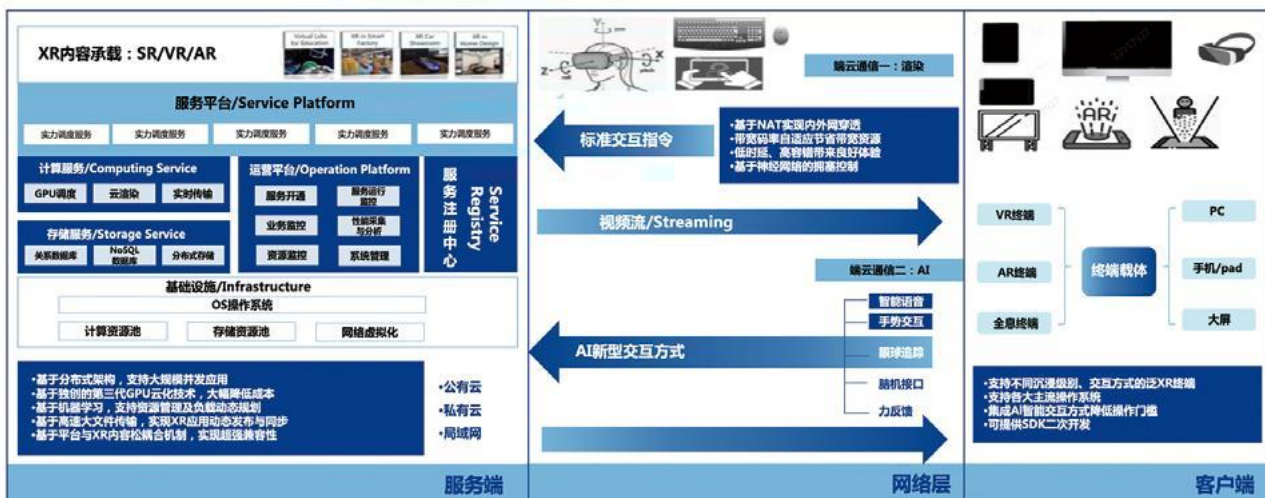 XR内容承载：SR/VR/AR
Virtual Labs for Education
XR in Smart Factory
XR Car Showroom
XR in Home Design
服务平台/Service Platform
实力调度服务 实力调度服务 实力调度服务 实力调度服务 实力调度服务
计算服务/Computing Service
GPU调度 云渲染 实时传输
存储服务/Storage Service
关系数据库 NoSQL数据库 分布式存储
运营平台/Operation Platform
服务开通 服务运行监控
业务监控 性能采集与分析
资源监控 系统管理
服务注册中心
Service Registry
基础设施/Infrastructure
OS操作系统
计算资源池 存储资源池 网络虚拟化
•基于分布式架构，支持大规模并发应用
•基于独创的第三代GPU云化技术，大幅降低成本
•基于机器学习，支持资源管理及负载动态规划
•基于高速大文件传输，实现XR应用动态发布与同步
•基于平台与XR内容松耦合机制，实现超强兼容性
•公有云
•私有云
•局域网
服务端
Y
X
Z
pitch
端云通信一：渲染
标准交互指令
•基于NAT实现内外网穿透
•带宽码率自适应节省带宽资源
•低时延、高容错带来良好体验
•基于神经网络的拥塞控制
视频流/Streaming
端云通信二：AI
智能语音
手势交互
AI新型交互方式
眼球追踪
脑机接口
力反馈
网络层
AR
VR终端
AR终端
全息终端
终端载体
PC
手机/pad
大屏
•支持不同沉浸级别、交互方式的泛XR终端
•支持各大主流操作系统
•集成AI智能交互方式降低操作门槛
•可提供SDK二次开发
客户端